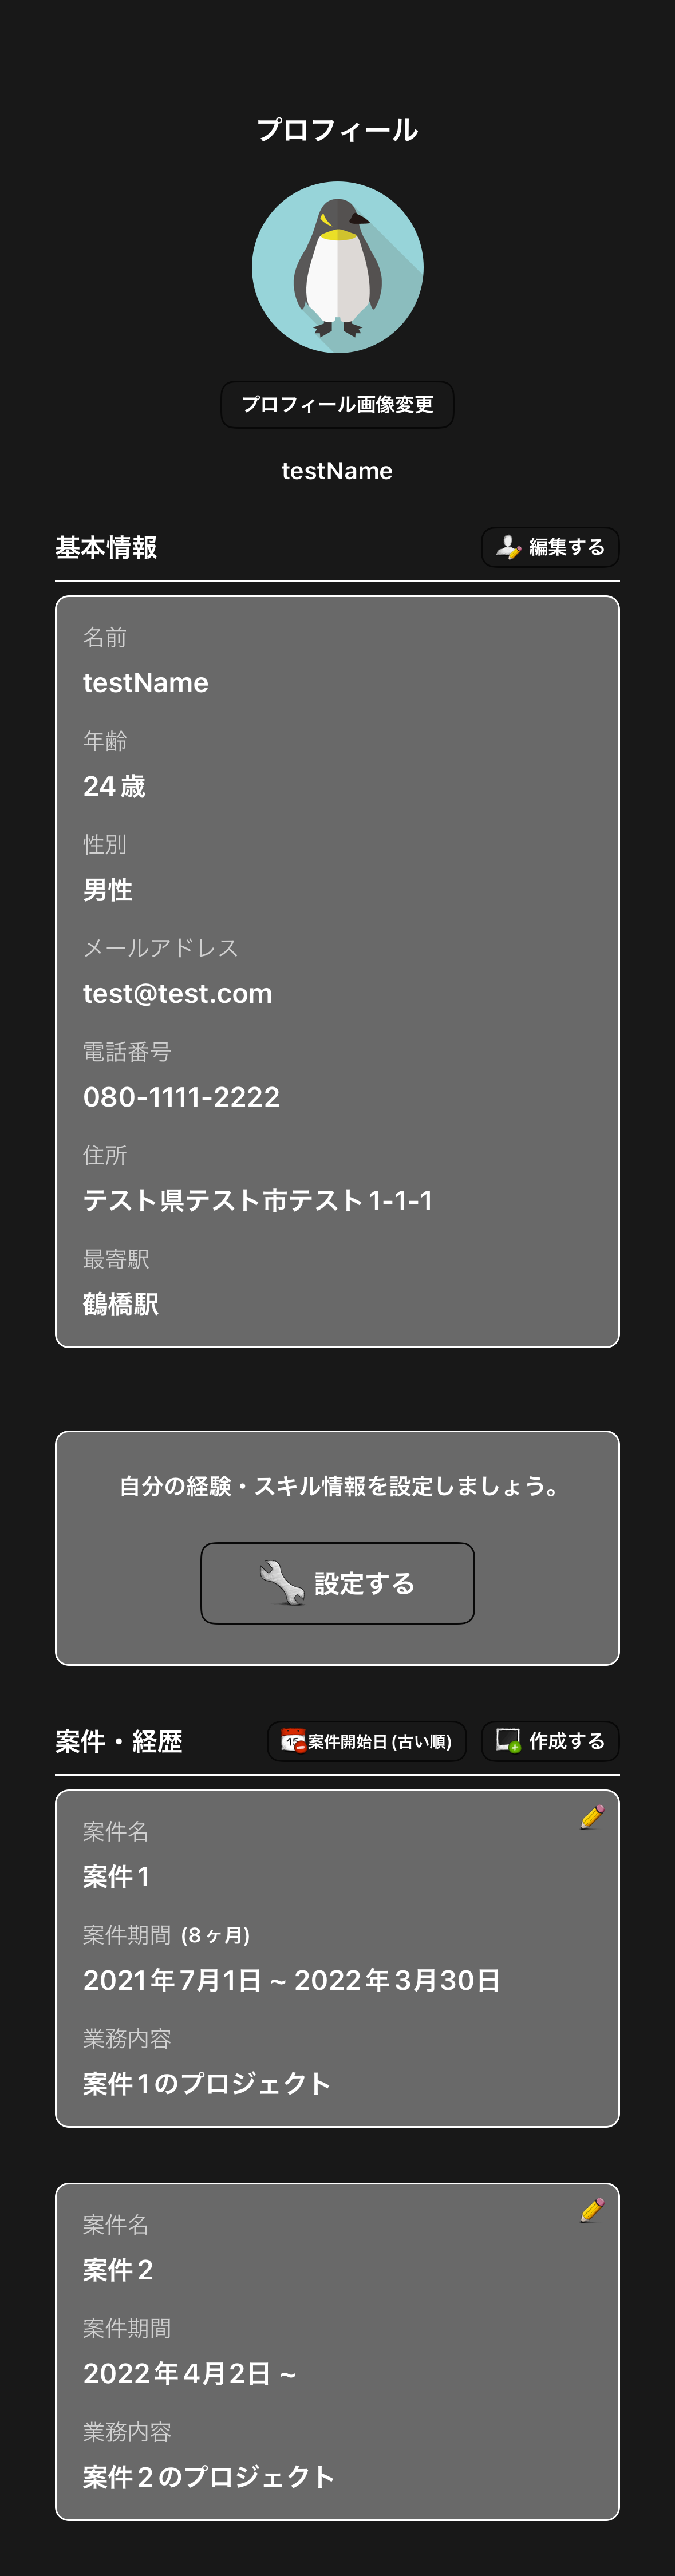 プロフィール
プロフィール画像変更
testName
基本情報
編集する
名前
testName
年齢
24歳
性別
男性
メールアドレス
test@test.com
電話番号
080-1111-2222
住所
テスト県テスト市テスト1-1-1
最寄駅
鶴橋駅
自分の経験・スキル情報を設定しましょう。
設定する
案件・経歴
15
案件開始日(古い順)
作成する
案件名
案件1
案件期間 (8ヶ月)
2021年7月1日 ~ 2022年3月30日
業務内容
案件1のプロジェクト
案件名
案件2
案件期間
2022年4月2日 ~
業務内容
案件2のプロジェクト